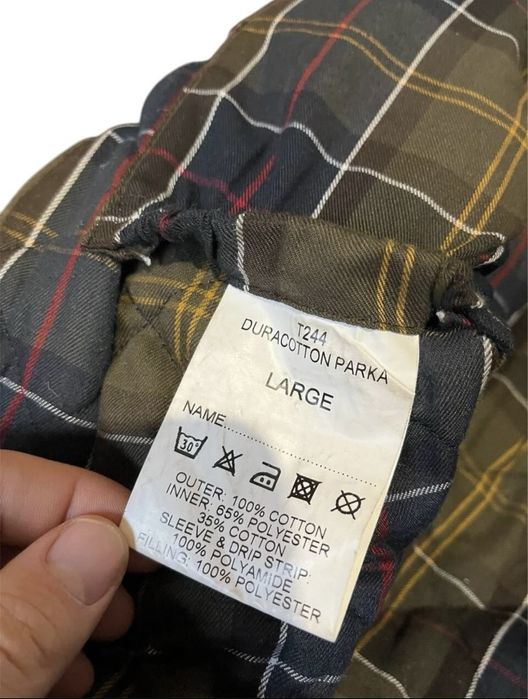 T244
DURACOTTON PARKA
LARGE
NAME..............................
30°
OUTER: 100% COTTON
INNER: 65% POLYESTER
35% COTTON
SLEEVE & DRIP STRIP:
100% POLYAMIDE
FILLING: 100% POLYESTER